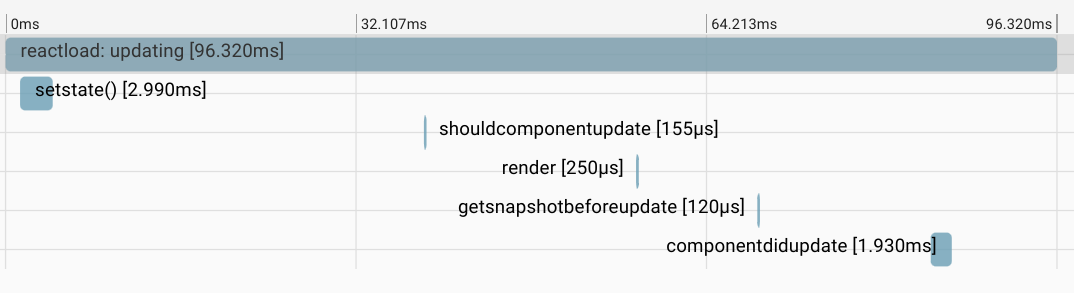 0ms 32.107ms 64.213ms 96.320ms
reactload: updating [96.320ms]
setstate() [2.990ms]
shouldcomponentupdate [155µs]
render [250µs]
getsnapshotbeforeupdate [120µs]
componentdidupdate [1.930ms]